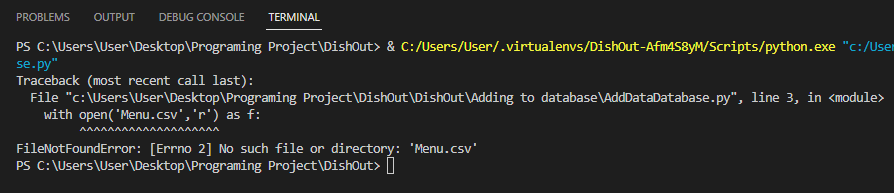 PROBLEMS OUTPUT DEBUG CONSOLE TERMINAL
PS C:\Users\User\Desktop\Programing Project\DishOut> & C:/Users/User/.virtualenvs/DishOut-Afm4S8yM/Scripts/python.exe "c:/User
se.py"
Traceback (most recent call last):
  File "c:\Users\User\Desktop\Programing Project\DishOut\DishOut\Adding to database\AddDataDatabase.py", line 3, in <module>
    with open('Menu.csv','r') as f:
         ^^^^^^^^^^^^^^^^^^^^
FileNotFoundError: [Errno 2] No such file or directory: 'Menu.csv'
PS C:\Users\User\Desktop\Programing Project\DishOut>